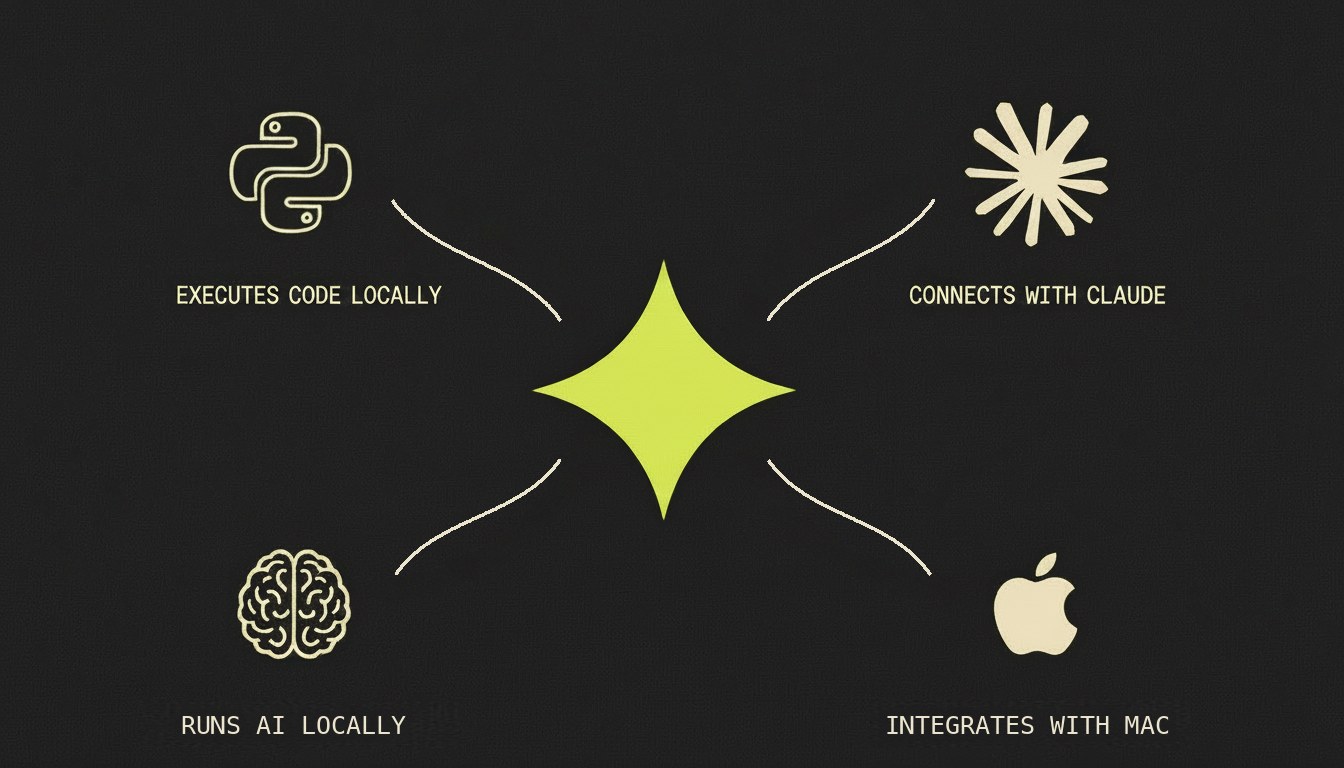 EXECUTES CODE LOCALLY
CONNECTS WITH CLAUDE
RUNS AI LOCALLY
INTEGRATES WITH MAC